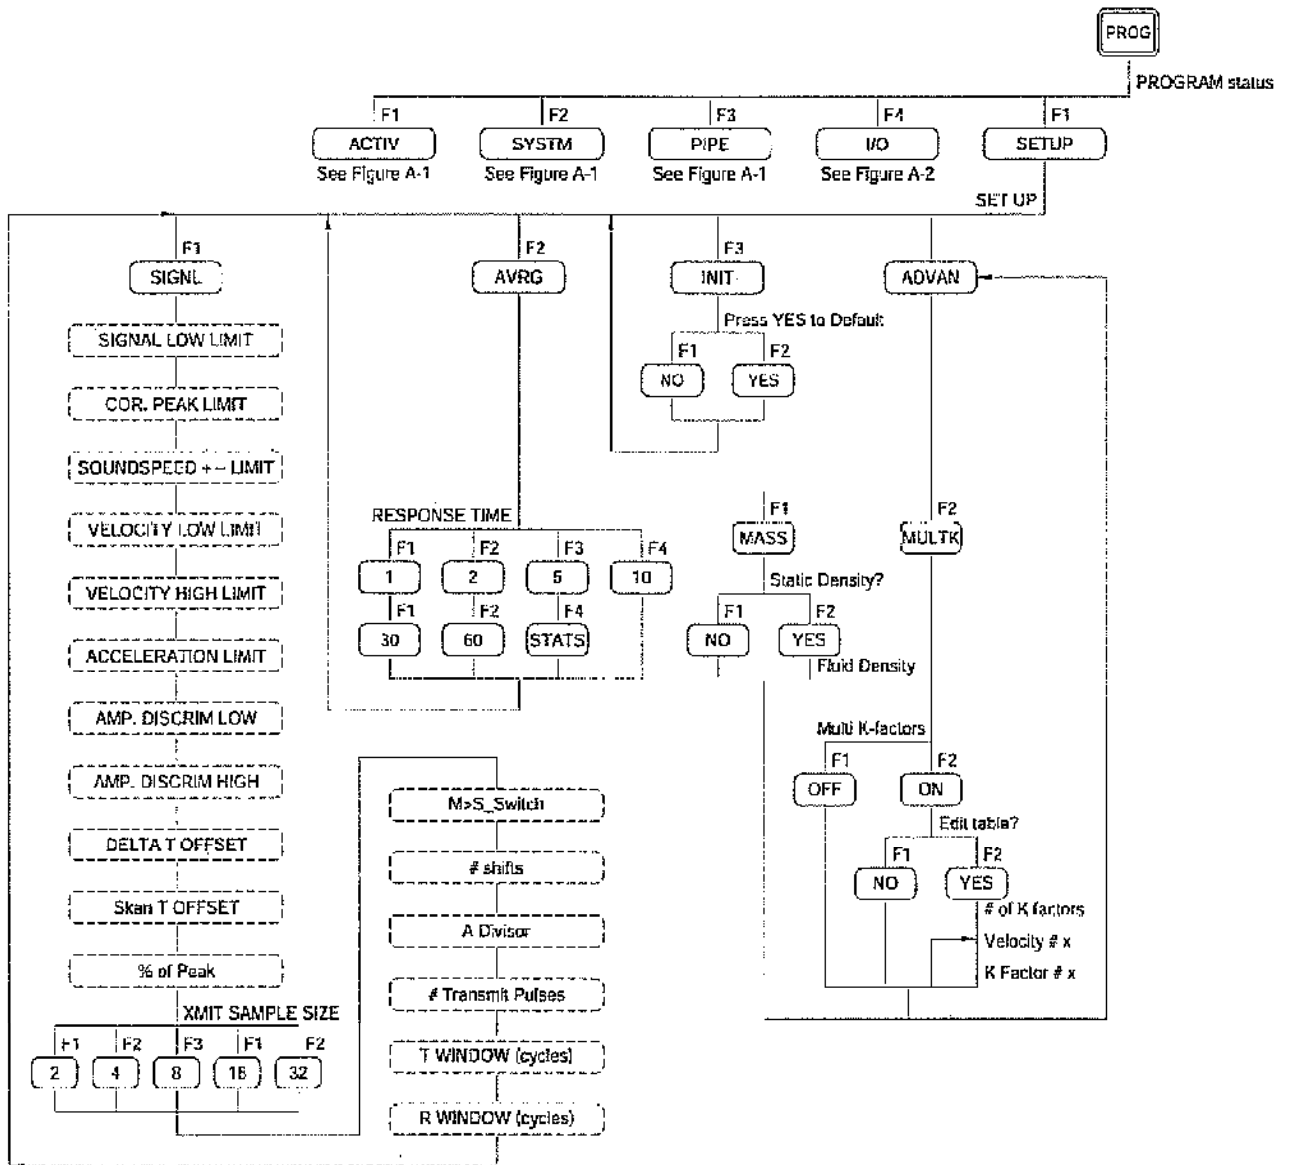 PROG
PROGRAM status
F1 F2 F3 F4 F1
ACTIV SYSTM PIPE I/O SETUP
See Figure A-1 See Figure A-1 See Figure A-1 See Figure A-2
SET UP
F1 F2 F3
SIGNL AVRG INIT ADVAN
Press YES to Default
F1 F2
NO YES
SIGNAL LOW LIMIT
COR. PEAK LIMIT
SOUNDSPEED +- LIMIT
VELOCITY LOW LIMIT
VELOCITY HIGH LIMIT
ACCELERATION LIMIT
AMP. DISCRIM LOW
AMP. DISCRIM HIGH
DELTA T OFFSET
Skan T OFFSET
% of Peak
XMIT SAMPLE SIZE
F1 F2 F3 F1 F2
2 4 8 16 32
RESPONSE TIME
F1 F2 F3 F4
1 2 5 10
F1 F2 F4
30 60 STATS
M>S_Switch
# shifts
A Divisor
# Transmit Pulses
T WINDOW (cycles)
R WINDOW (cycles)
F1 F2
MASS MULTK
Static Density?
F1 F2
NO YES
Fluid Density
Multi K-factors
F1 F2
OFF ON
Edit table?
F1 F2
NO YES
# of K factors
Velocity # x
K Factor # x